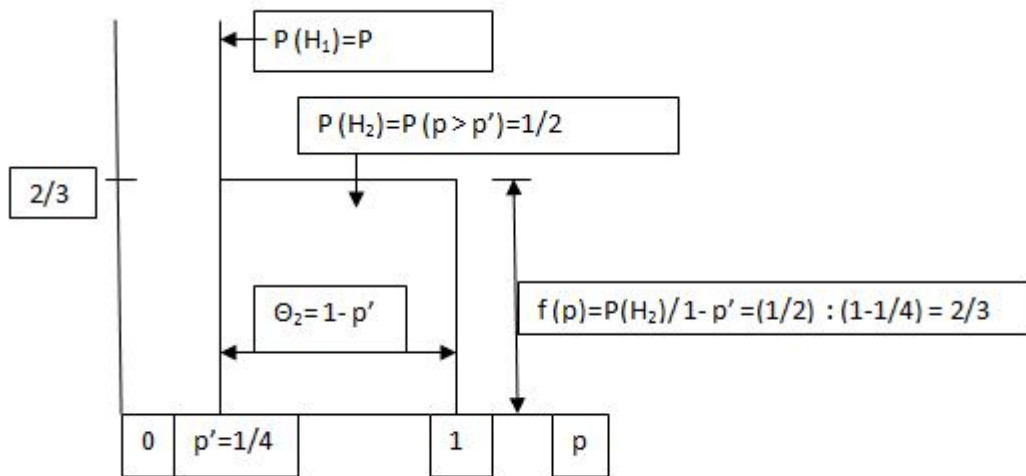 P (H₁)=P
P (H₂)=P (p > p’)=1/2
2/3
Θ₂= 1- p’
f (p)=P(H₂)/ 1- p’ =(1/2) : (1-1/4) = 2/3
0 p’=1/4 1 p